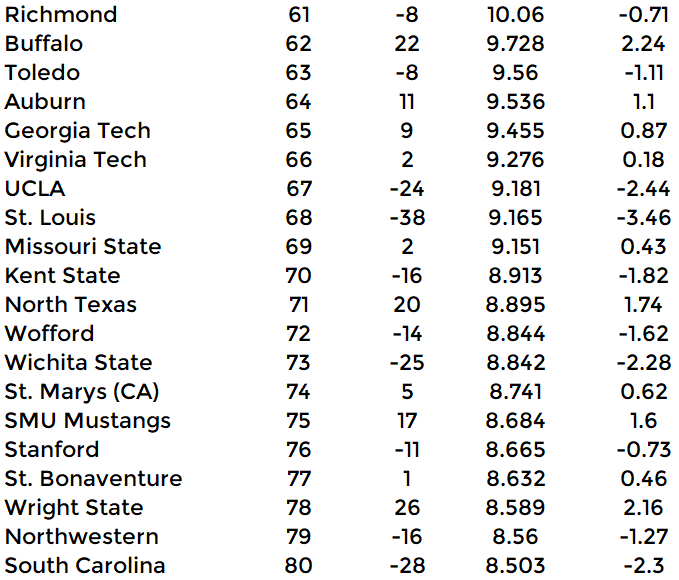 Richmond 61 -8 10.06 -0.71
Buffalo 62 22 9.728 2.24
Toledo 63 -8 9.56 -1.11
Auburn 64 11 9.536 1.1
Georgia Tech 65 9 9.455 0.87
Virginia Tech 66 2 9.276 0.18
UCLA 67 -24 9.181 -2.44
St. Louis 68 -38 9.165 -3.46
Missouri State 69 2 9.151 0.43
Kent State 70 -16 8.913 -1.82
North Texas 71 20 8.895 1.74
Wofford 72 -14 8.844 -1.62
Wichita State 73 -25 8.842 -2.28
St. Marys (CA) 74 5 8.741 0.62
SMU Mustangs 75 17 8.684 1.6
Stanford 76 -11 8.665 -0.73
St. Bonaventure 77 1 8.632 0.46
Wright State 78 26 8.589 2.16
Northwestern 79 -16 8.56 -1.27
South Carolina 80 -28 8.503 -2.3